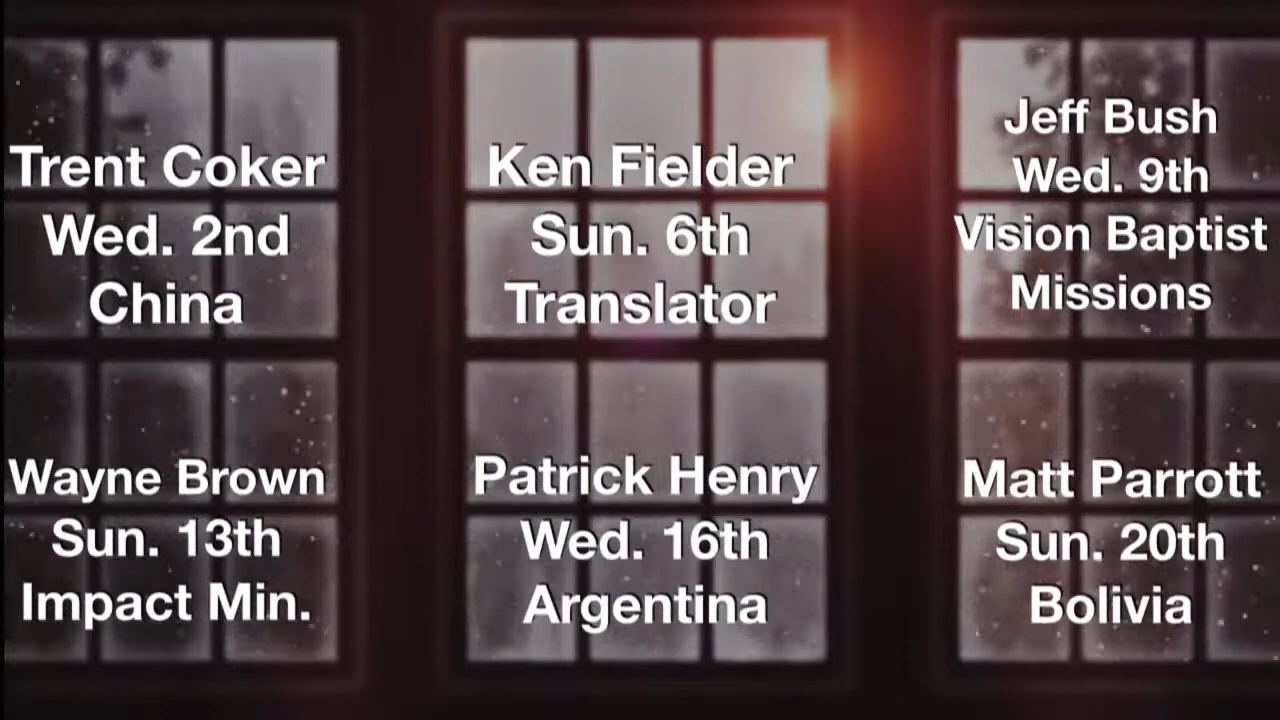 Trent Coker
Wed. 2nd
China
Ken Fielder
Sun. 6th
Translator
Jeff Bush
Wed. 9th
Vision Baptist
Missions
Wayne Brown
Sun. 13th
Impact Min.
Patrick Henry
Wed. 16th
Argentina
Matt Parrott
Sun. 20th
Bolivia